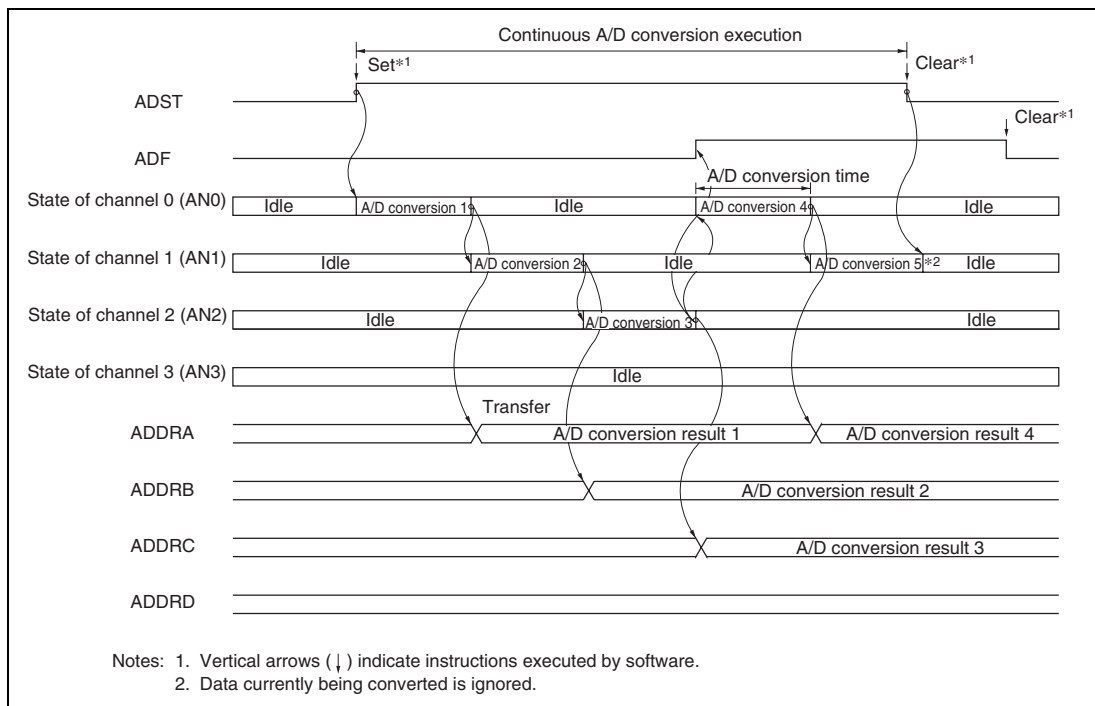 Continuous A/D conversion execution
Set*1 Clear*1
ADST
Clear*1
ADF
A/D conversion time
State of channel 0 (AN0) Idle A/D conversion 1 Idle A/D conversion 4 Idle
State of channel 1 (AN1) Idle A/D conversion 2 Idle A/D conversion 5 *2 Idle
State of channel 2 (AN2) Idle A/D conversion 3 Idle
State of channel 3 (AN3) Idle
Transfer
ADDRA A/D conversion result 1 A/D conversion result 4
ADDRB A/D conversion result 2
ADDRC A/D conversion result 3
ADDRD
Notes: 1. Vertical arrows (↓) indicate instructions executed by software.
2. Data currently being converted is ignored.